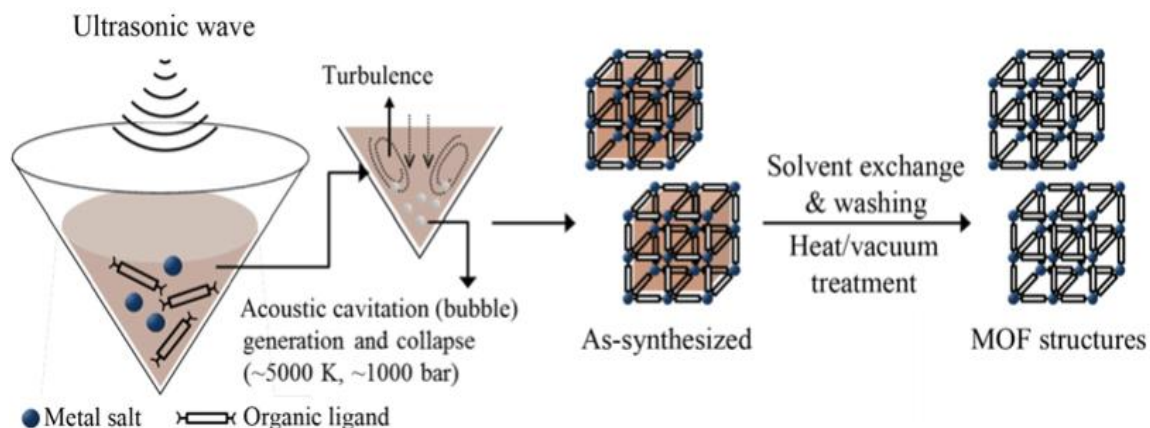 Ultrasonic wave
Turbulence
Acoustic cavitation (bubble)
generation and collapse
(~5000 K, ~1000 bar)
Metal salt
Organic ligand
As-synthesized
Solvent exchange
& washing
Heat/vacuum
treatment
MOF structures